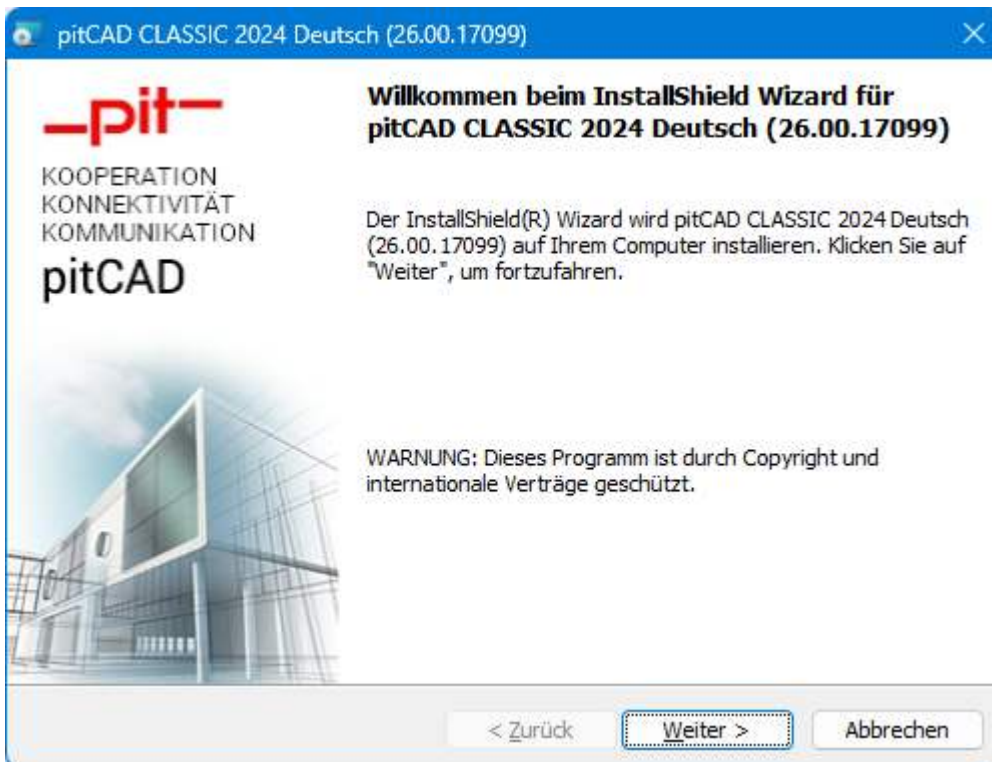 pitCAD CLASSIC 2024 Deutsch (26.00.17099)
pit
KOOPERATION
KONNEKTIVITÄT
KOMMUNIKATION
pitCAD
Willkommen beim InstallShield Wizard für
pitCAD CLASSIC 2024 Deutsch (26.00.17099)
Der InstallShield(R) Wizard wird pitCAD CLASSIC 2024 Deutsch
(26.00.17099) auf Ihrem Computer installieren. Klicken Sie auf
"Weiter", um fortzufahren.
WARNUNG: Dieses Programm ist durch Copyright und
internationale Verträge geschützt.
< Zurück
Weiter >
Abbrechen